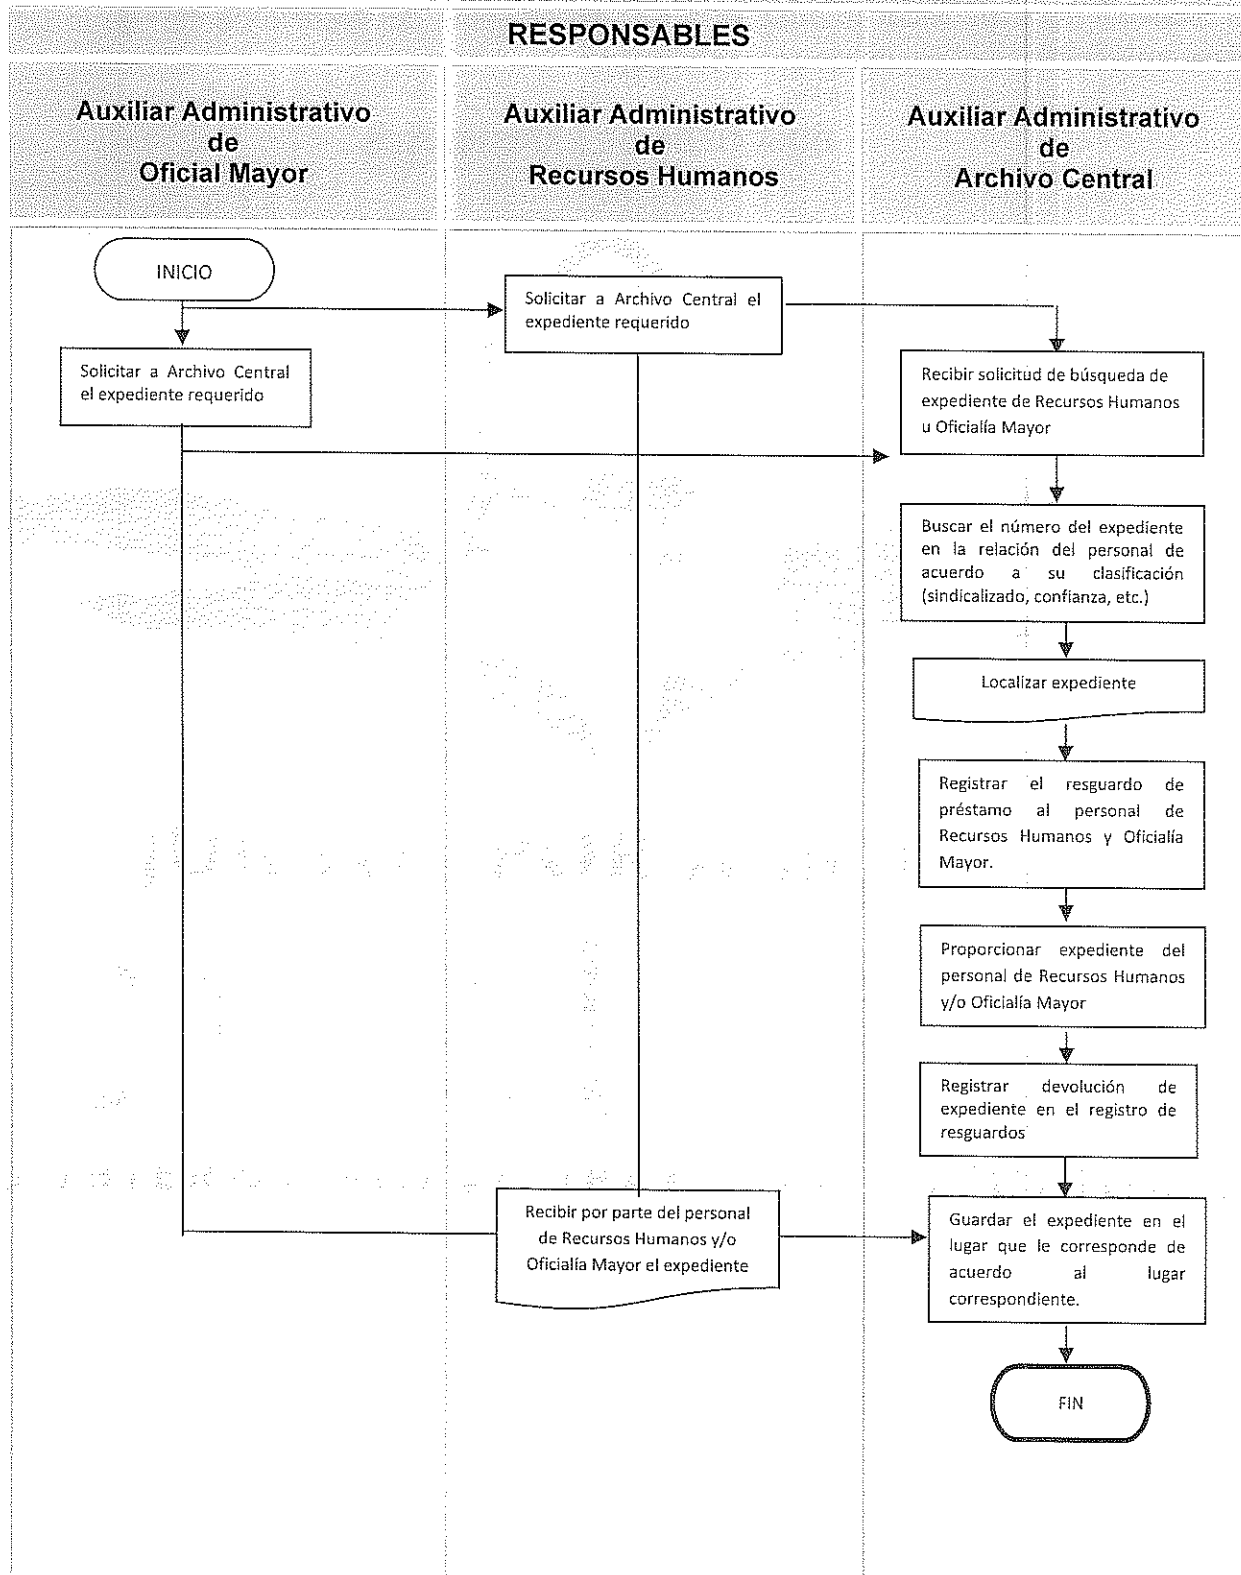 RESPONSABLES
Auxiliar Administrativo
de
Oficial Mayor
Auxiliar Administrativo
de
Recursos Humanos
Auxiliar Administrativo
de
Archivo Central
INICIO
Solicitar a Archivo Central el
expediente requerido
Solicitar a Archivo Central
el expediente requerido
Recibir solicitud de búsqueda de
expediente de Recursos Humanos
u Oficialía Mayor
Buscar el número del expediente
en la relación del personal de
acuerdo a su clasificación
(sindicalizado, confianza, etc.)
Localizar expediente
Registrar el resguardo de
préstamo al personal de
Recursos Humanos y Oficialía
Mayor.
Proporcionar expediente del
personal de Recursos Humanos
y/o Oficialía Mayor
Registrar devolución de
expediente en el registro de
resguardos
Recibir por parte del personal
de Recursos Humanos y/o
Oficialía Mayor el expediente
Guardar el expediente en el
lugar que le corresponde de
acuerdo al lugar
correspondiente.
FIN